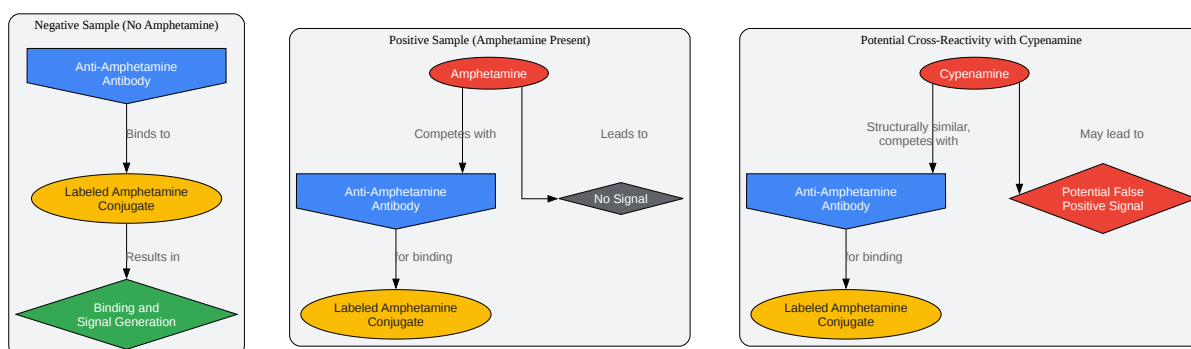 Negative Sample (No Amphetamine)
Anti-Amphetamine
Antibody
Binds to
Labeled Amphetamine
Conjugate
Results in
Binding and
Signal Generation
Positive Sample (Amphetamine Present)
Amphetamine
Competes with
Leads to
Anti-Amphetamine
Antibody
No Signal
for binding
Labeled Amphetamine
Conjugate
Potential Cross-Reactivity with Cypenamine
Cypenamine
Structurally similar,
competes with
May lead to
Anti-Amphetamine
Antibody
Potential False
Positive Signal
for binding
Labeled Amphetamine
Conjugate